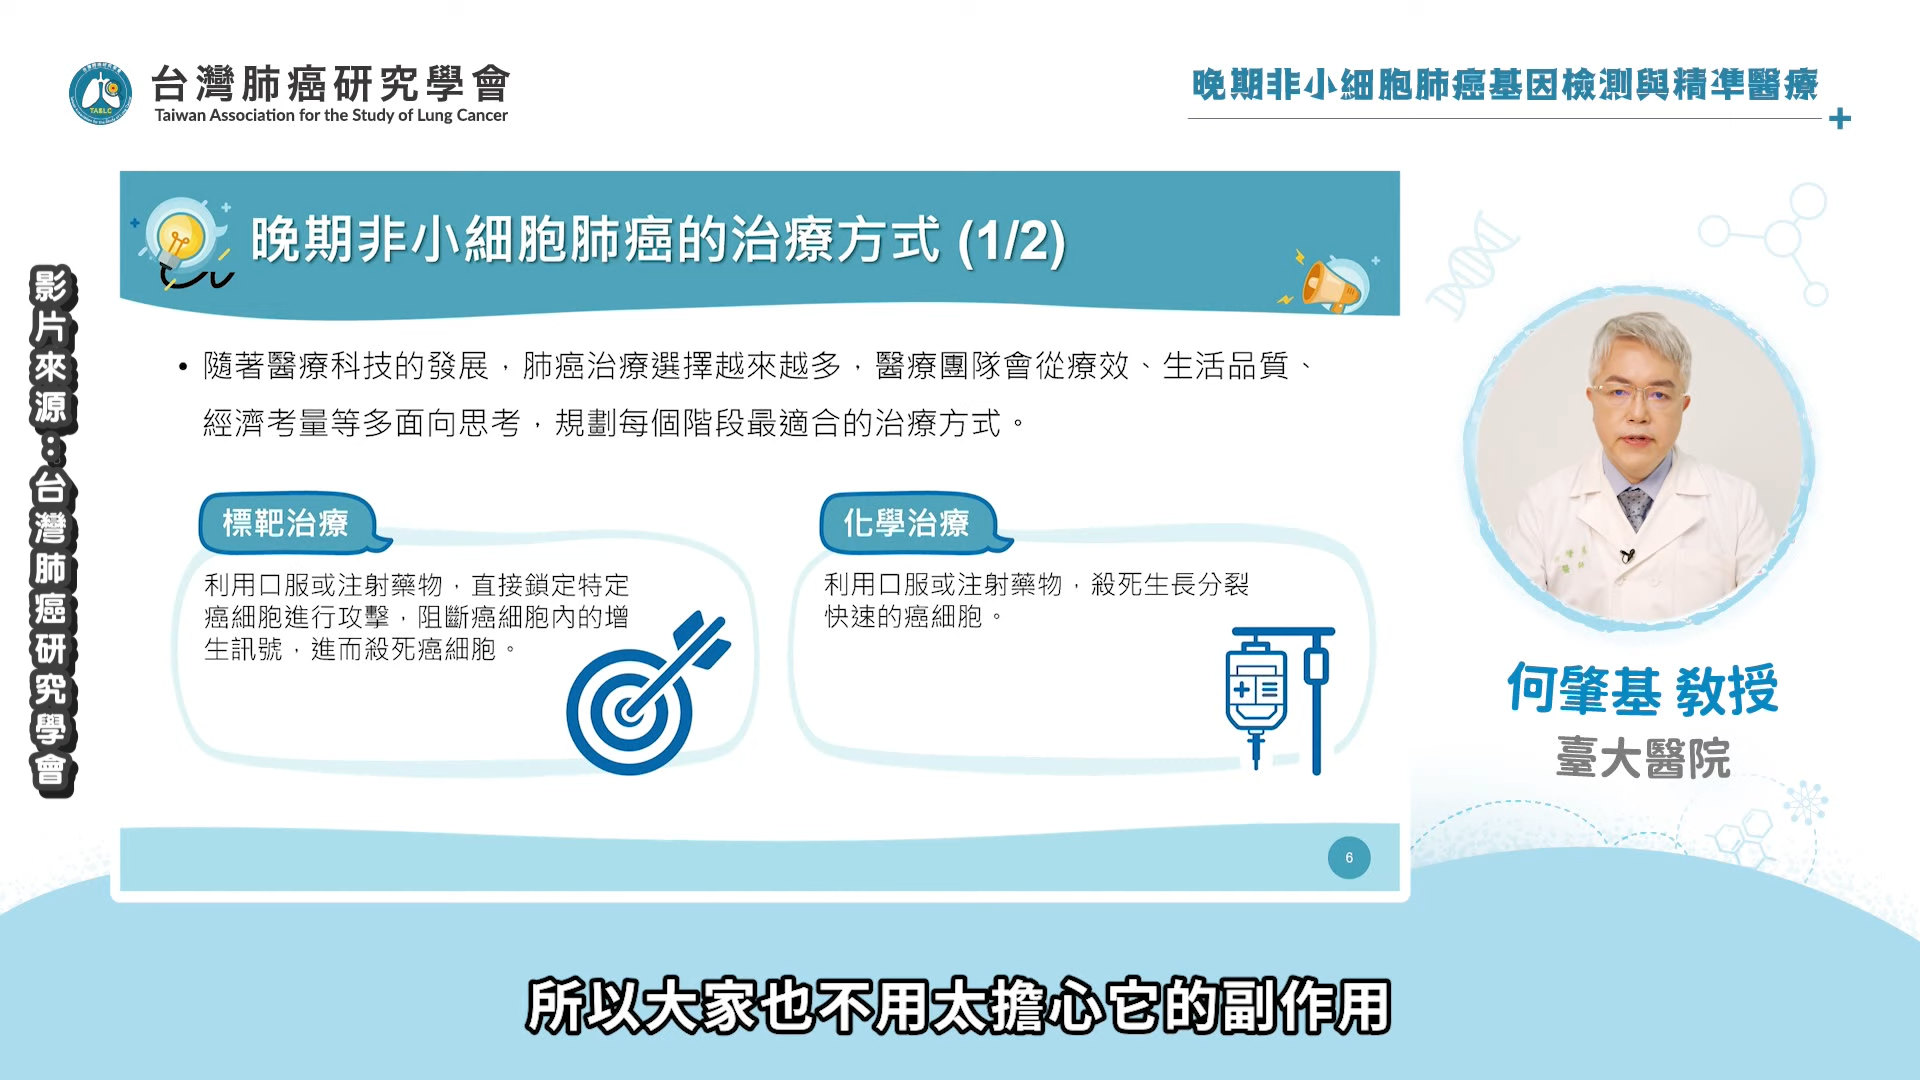 台灣肺癌研究學會
Taiwan Association for the Study of Lung Cancer
TASLC
晚期非小細胞肺癌基因檢測與精準醫療
影片來源：台灣肺癌研究學會
晚期非小細胞肺癌的治療方式 (1/2)
• 隨著醫療科技的發展，肺癌治療選擇越來越多，醫療團隊會從療效、生活品質、
經濟考量等多面向思考，規劃每個階段最適合的治療方式。
標靶治療
利用口服或注射藥物，直接鎖定特定
癌細胞進行攻擊，阻斷癌細胞內的增
生訊號，進而殺死癌細胞。
化學治療
利用口服或注射藥物，殺死生長分裂
快速的癌細胞。
6
何肇基 教授
臺大醫院
所以大家也不用太擔心它的副作用